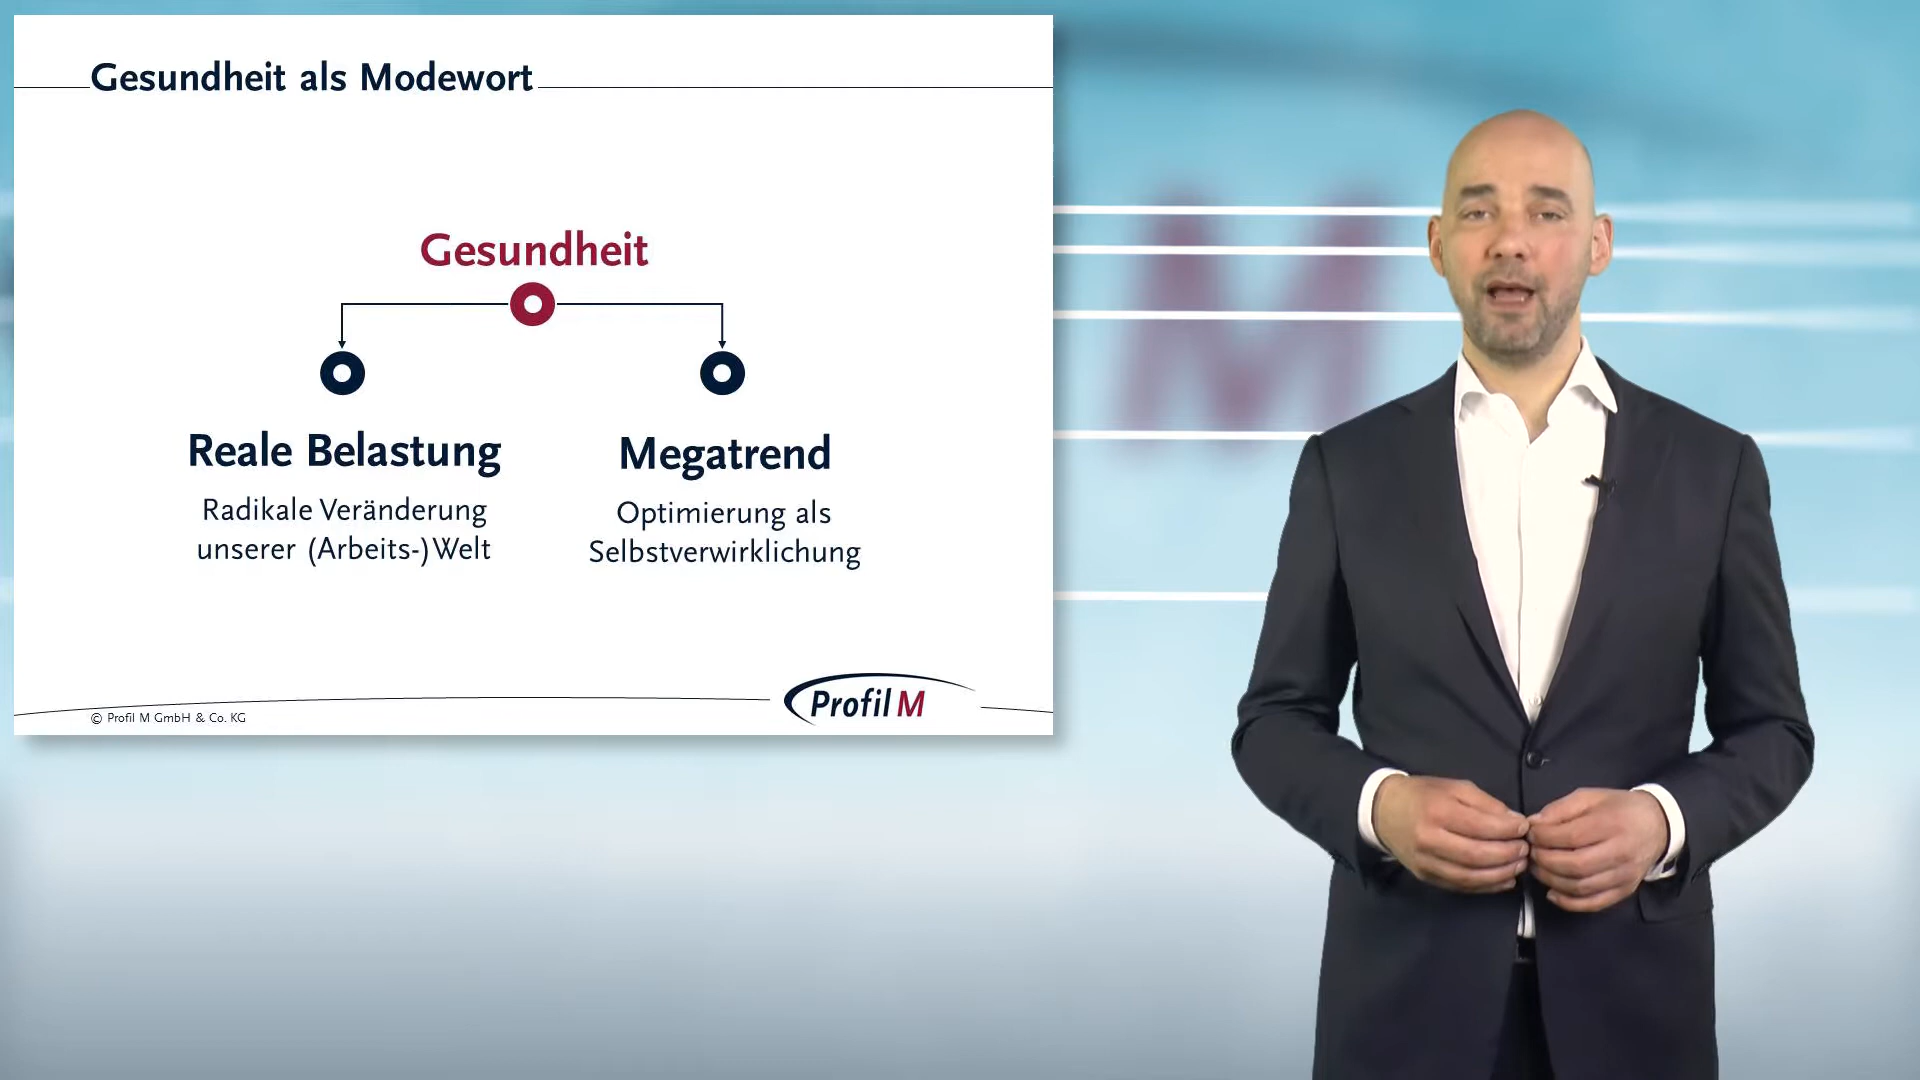 Gesundheit als Modewort
Gesundheit
Reale Belastung
Radikale Veränderung
unserer (Arbeits-)Welt
Megatrend
Optimierung als
Selbstverwirklichung
© Profil M GmbH & Co. KG
Profil M
M